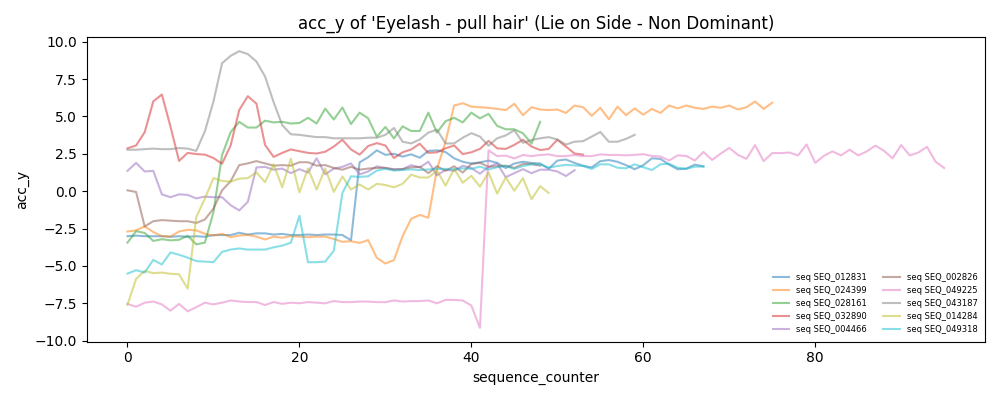 acc_y of 'Eyelash - pull hair' (Lie on Side - Non Dominant)
10.0
7.5
5.0
2.5
0.0
−2.5
−5.0
−7.5
−10.0
acc_y
0 20 40 60 80
sequence_counter
seq SEQ_012831
seq SEQ_024399
seq SEQ_028161
seq SEQ_032890
seq SEQ_004466
seq SEQ_002826
seq SEQ_049225
seq SEQ_043187
seq SEQ_014284
seq SEQ_049318